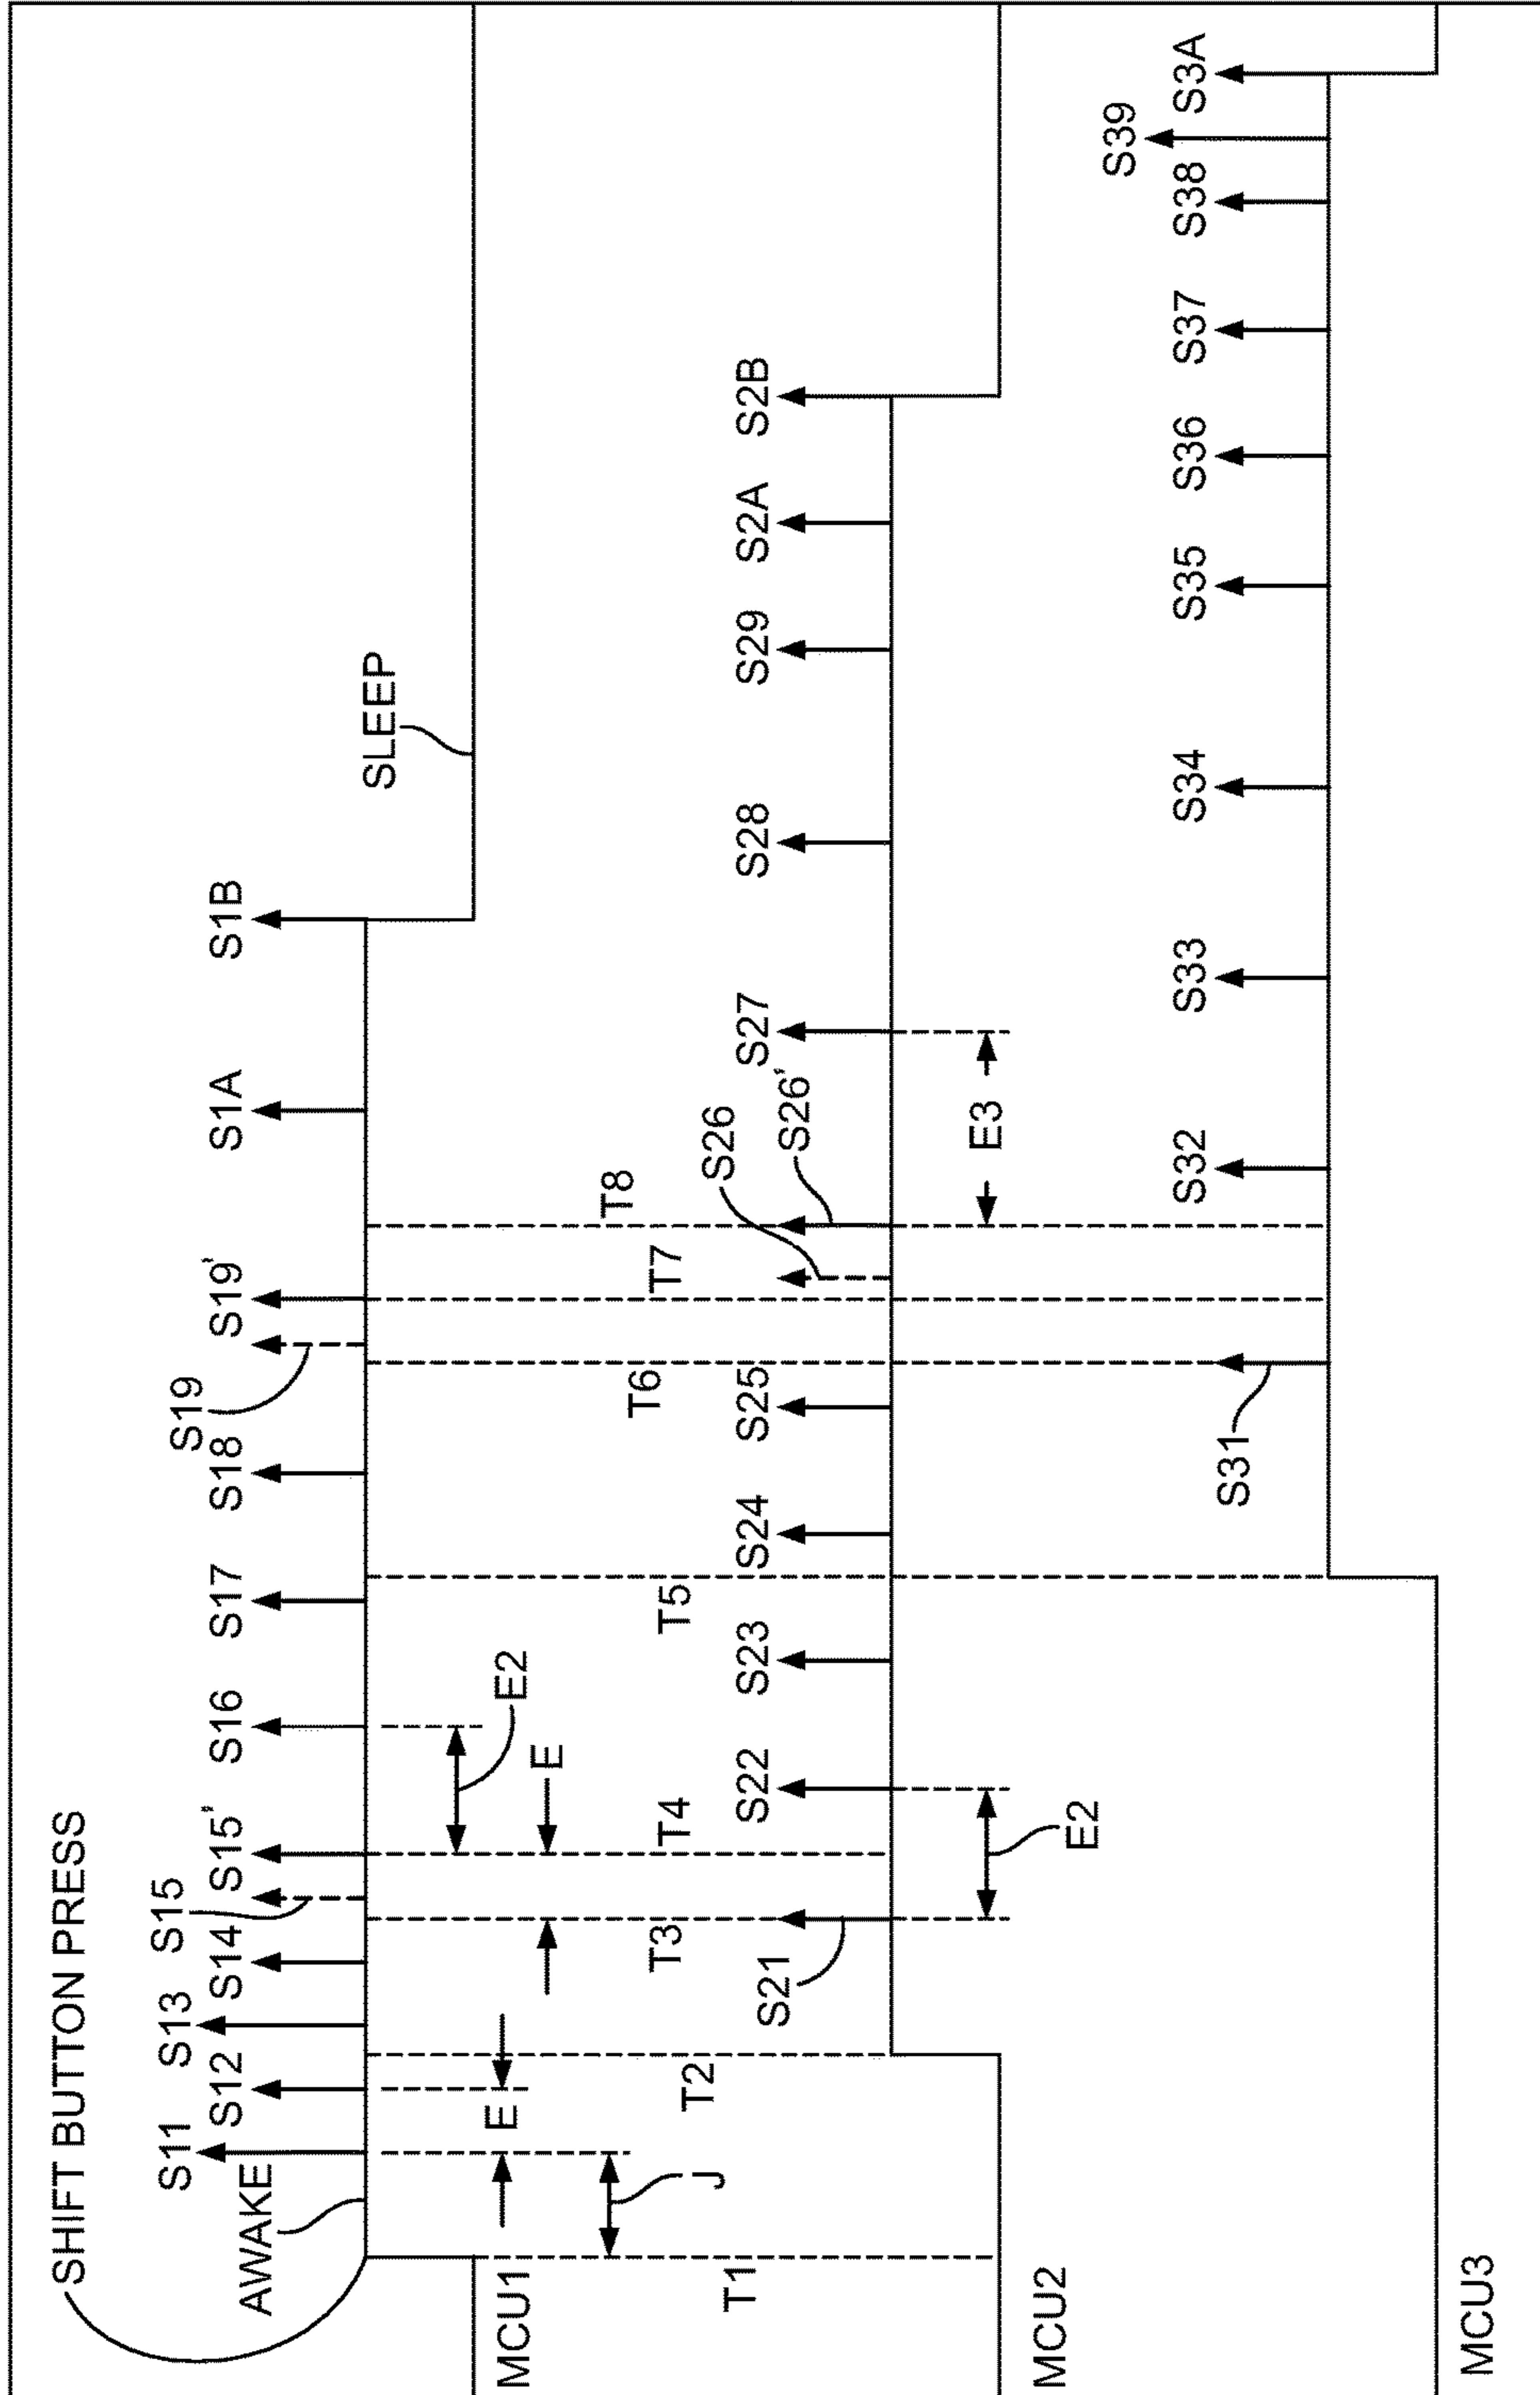 SHIFT BUTTON PRESS
AWAKE
S11
S12
S13
S14
S15
S15'
S16
S17
S18
S19
S19'
S1A
S1B
SLEEP
MCU1
J
E
E
E2
T1
T2
T3
T4
T5
T6
T7
T8
S21
S22
S23
S24
S25
S26
S26'
S27
S28
S29
S2A
S2B
MCU2
E2
E3
S31
S32
S33
S34
S35
S36
S37
S38
S39
S3A
MCU3